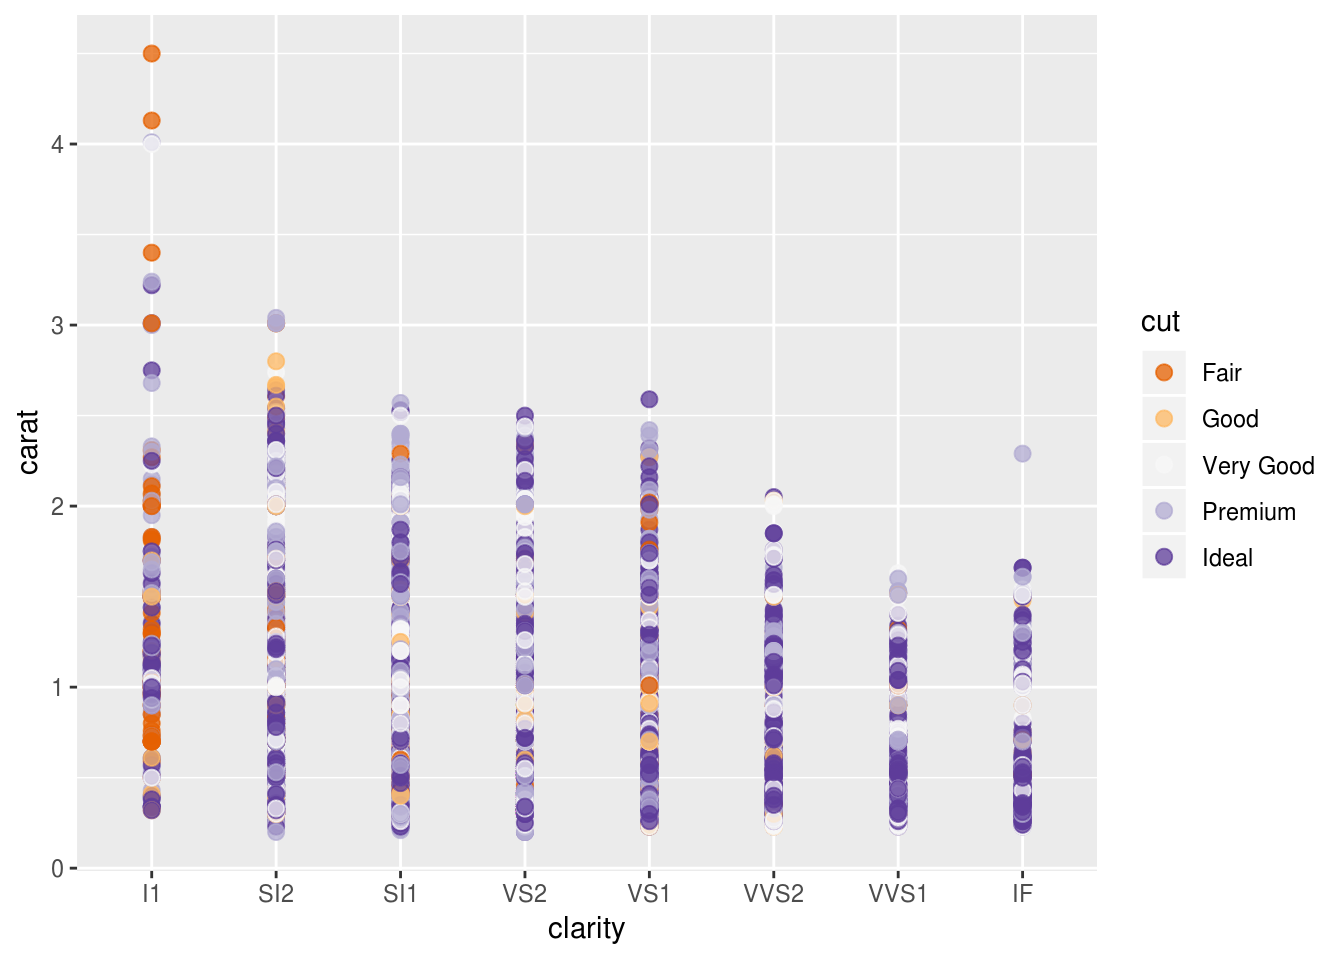 4
3
2
1
0
carat
I1 SI2 SI1 VS2 VS1 VVS2 VVS1 IF
clarity
cut
Fair
Good
Very Good
Premium
Ideal